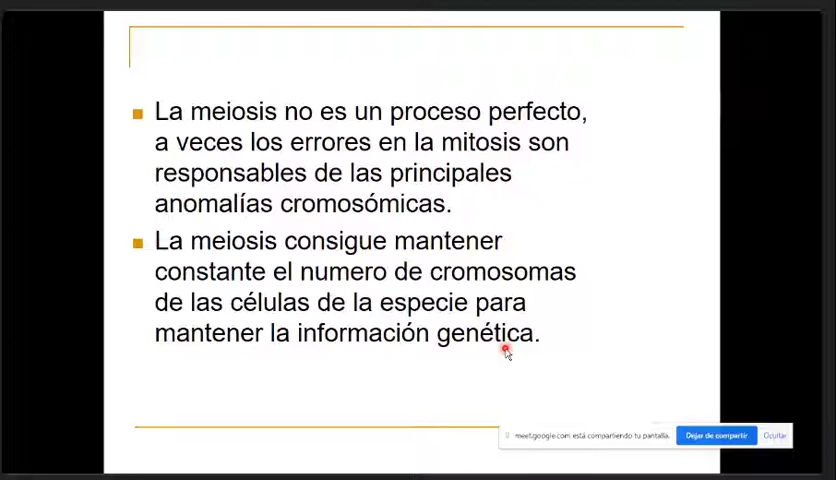 La meiosis no es un proceso perfecto,
a veces los errores en la mitosis son
responsables de las principales
anomalías cromosómicas.
La meiosis consigue mantener
constante el numero de cromosomas
de las células de la especie para
mantener la información genética.
meet.google.com está compartiendo tu pantalla. Dejar de compartir Ocultar